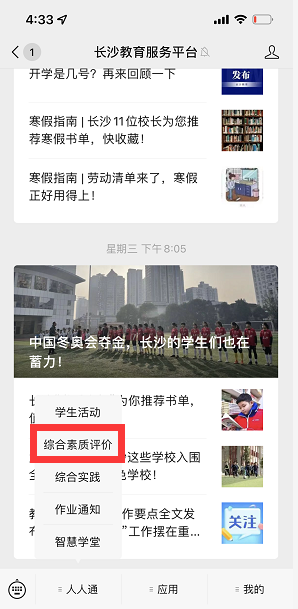 4:33
1
长沙教育服务平台
开学是几号？再来回顾一下
发布
寒假指南 | 长沙11位校长为您推
荐寒假书单，快收藏！
寒假指南 | 劳动清单来了，寒假
正好用得上！
星期三 下午8:05
中国冬奥会夺金，长沙的学生们也在
蓄力！
为你推荐书单，
学生活动
综合素质评价
这些学校入围
综合实践
色学校！
作业通知
作要点全文发
布
”工作摆在重...
关注
智慧学堂
人人通
应用
我的